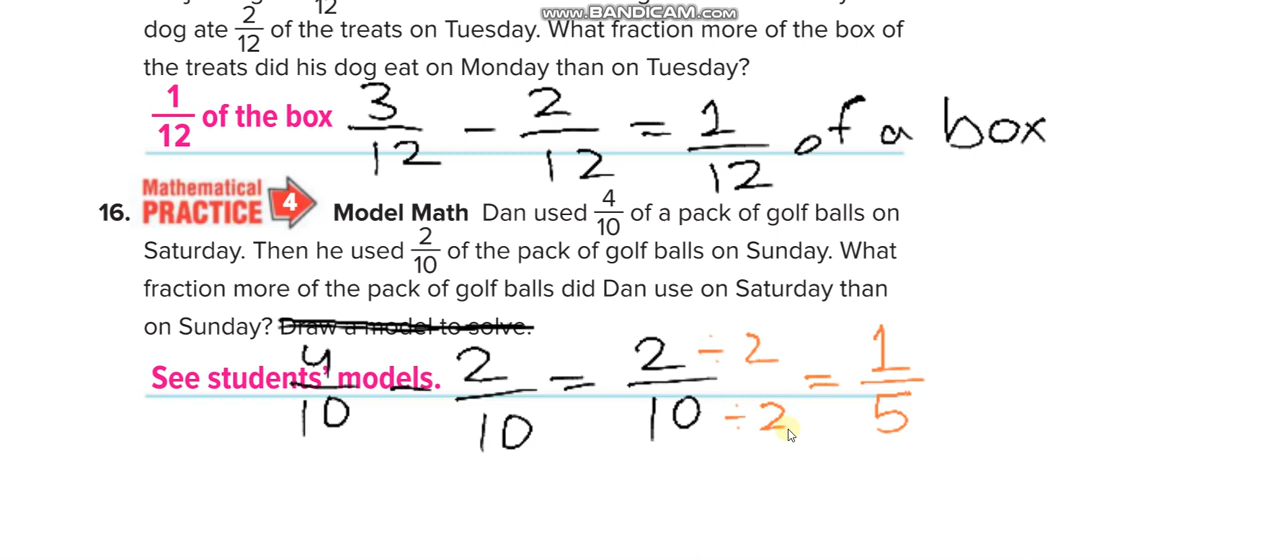 12
www.BANDICAM.com
dog ate 2/12 of the treats on Tuesday. What fraction more of the box of
the treats did his dog eat on Monday than on Tuesday?
1/12 of the box 3/12 - 2/12 = 1/12 of a box
Mathematical
PRACTICE 4
16. Model Math Dan used 4/10 of a pack of golf balls on
Saturday. Then he used 2/10 of the pack of golf balls on Sunday. What
fraction more of the pack of golf balls did Dan use on Saturday than
on Sunday? Draw a model to solve.
See students' models.
4/10 - 2/10 = 2/10 ÷ 2/÷ 2 = 1/5